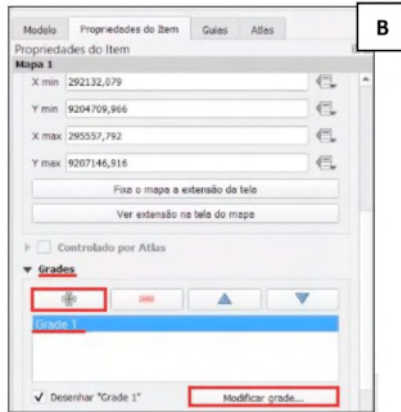 B
Modelo Propriedades do Item Guias Atlas
Propriedades do Item
Mapa 1
X min 292132,079
Y min 9204709,966
X max 295557,792
Y max 9207146,916
Fixa o mapa a extensão da tela
Ver extensão na tela do mapa
Controlado por Atlas
Grades
Grade 1
Desenhar "Grade 1" Modificar grade...